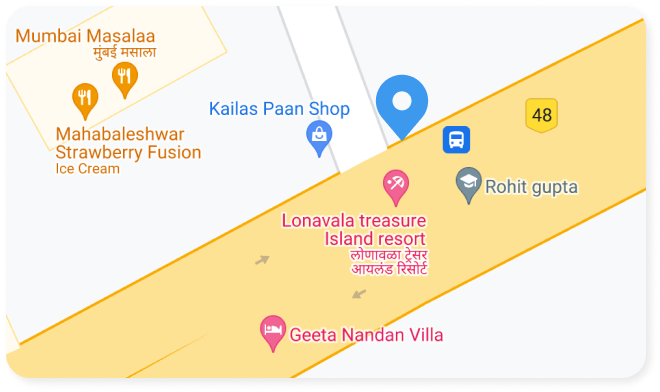 Mumbai Masalaa
मुंबई मसाला
Mahabaleshwar
Strawberry Fusion
Ice Cream
Kailas Paan Shop
48
Rohit gupta
Lonavala treasure
Island resort
लोणावळा ट्रेसर
आयलंड रिसोर्ट
Geeta Nandan Villa